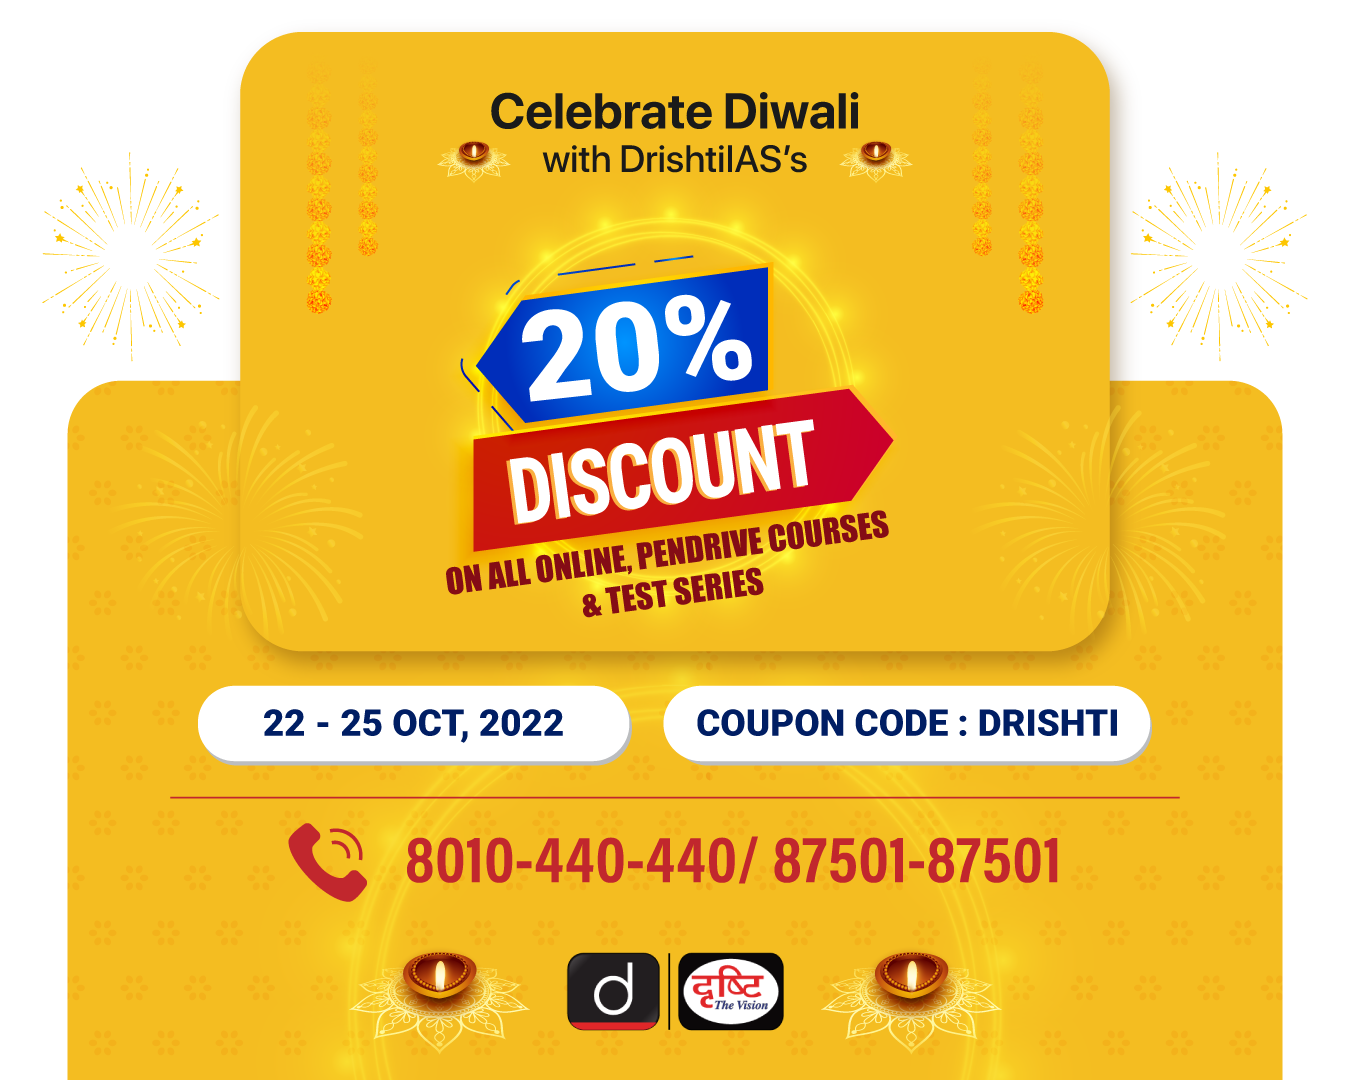 Celebrate Diwali
with DrishtiIAS's
20%
DISCOUNT
ON ALL ONLINE, PENDRIVE COURSES
& TEST SERIES
22 - 25 OCT, 2022
COUPON CODE : DRISHTI
8010-440-440/ 87501-87501
d
दृष्टि
The Vision